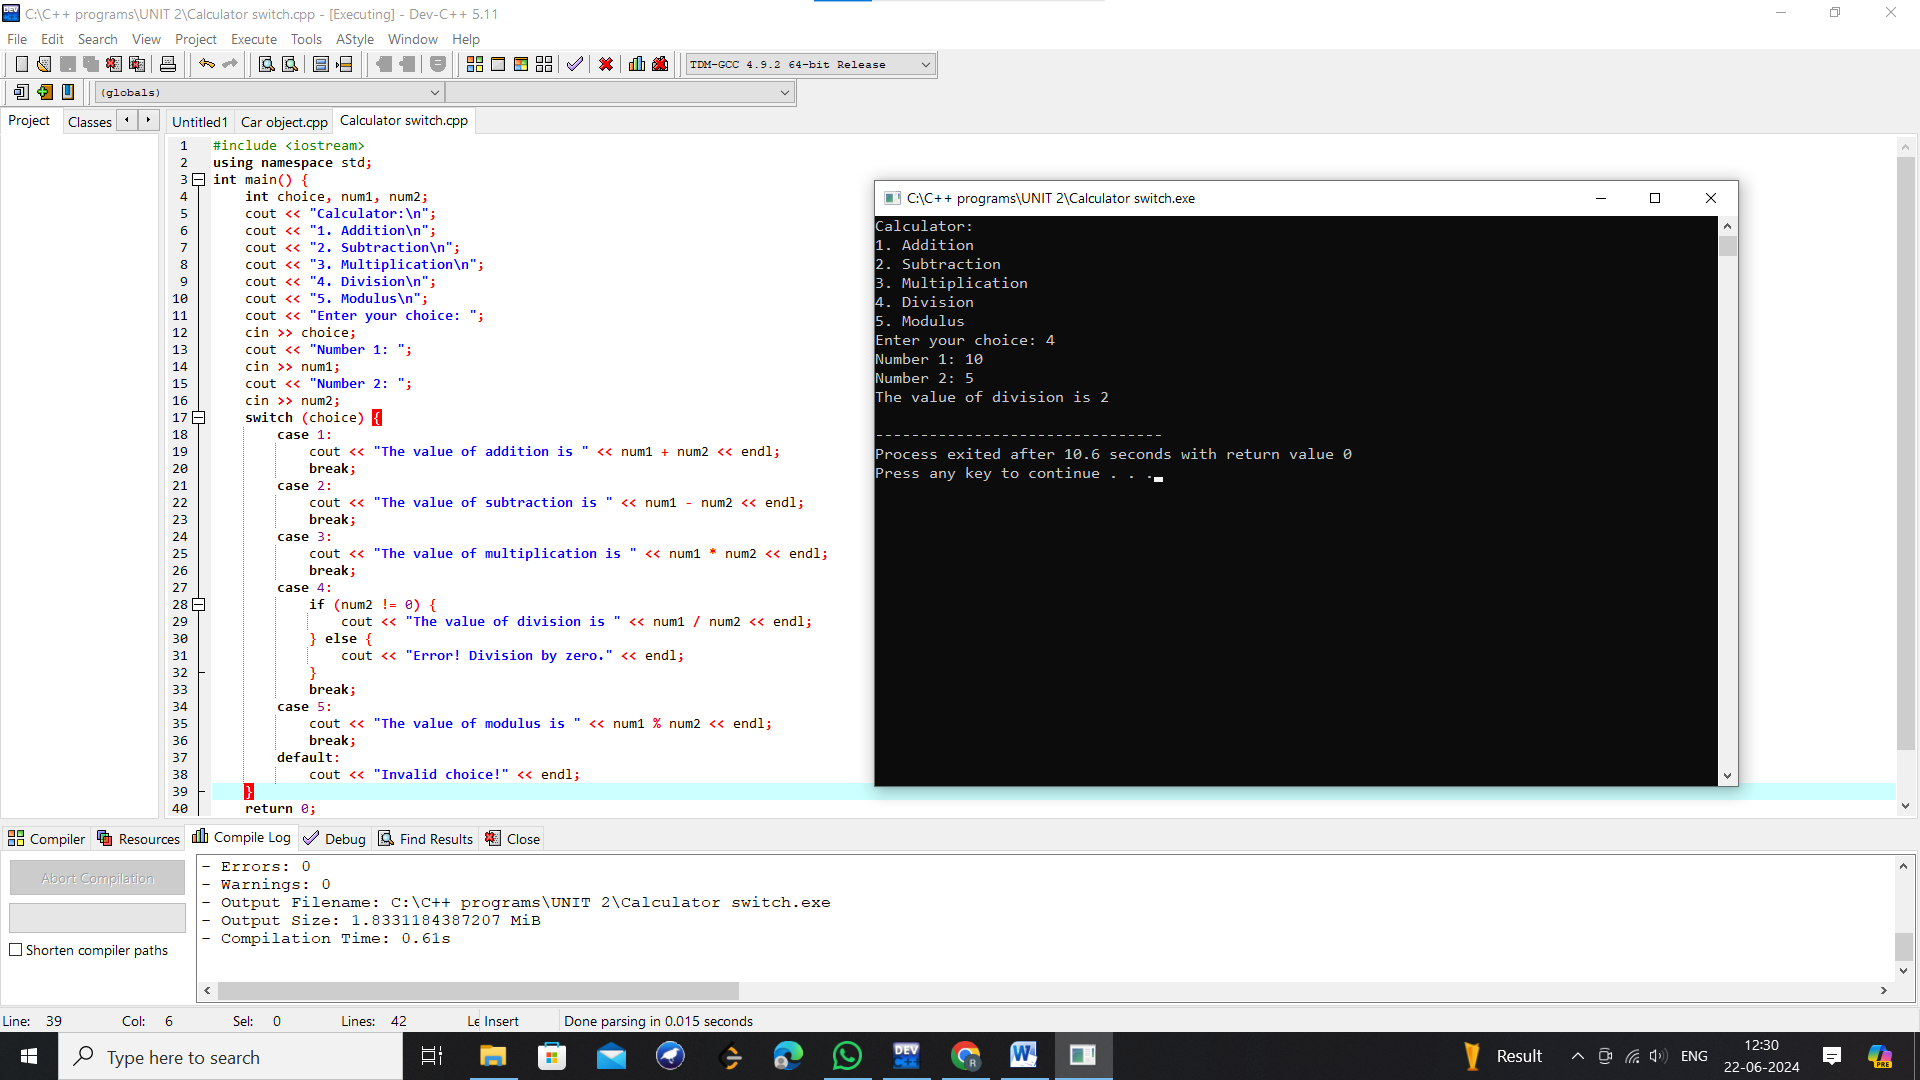 C:\C++ programs\UNIT 2\Calculator switch.cpp - [Executing] - Dev-C++ 5.11
File Edit Search View Project Execute Tools AStyle Window Help
TDM-GCC 4.9.2 64-bit Release
(globals)
Project Classes
Untitled1 Car object.cpp Calculator switch.cpp
1 #include <iostream>
2 using namespace std;
3 int main() {
4 int choice, num1, num2;
5 cout << "Calculator:\n";
6 cout << "1. Addition\n";
7 cout << "2. Subtraction\n";
8 cout << "3. Multiplication\n";
9 cout << "4. Division\n";
10 cout << "5. Modulus\n";
11 cout << "Enter your choice: ";
12 cin >> choice;
13 cout << "Number 1: ";
14 cin >> num1;
15 cout << "Number 2: ";
16 cin >> num2;
17 switch (choice) {
18 case 1:
19 cout << "The value of addition is " << num1 + num2 << endl;
20 break;
21 case 2:
22 cout << "The value of subtraction is " << num1 - num2 << endl;
23 break;
24 case 3:
25 cout << "The value of multiplication is " << num1 * num2 << endl;
26 break;
27 case 4:
28 if (num2 != 0) {
29 cout << "The value of division is " << num1 / num2 << endl;
30 } else {
31 cout << "Error! Division by zero." << endl;
32 }
33 break;
34 case 5:
35 cout << "The value of modulus is " << num1 % num2 << endl;
36 break;
37 default:
38 cout << "Invalid choice!" << endl;
39 }
40 return 0;
C:\C++ programs\UNIT 2\Calculator switch.exe
Calculator:
1. Addition
2. Subtraction
3. Multiplication
4. Division
5. Modulus
Enter your choice: 4
Number 1: 10
Number 2: 5
The value of division is 2
--------------------------------
Process exited after 10.6 seconds with return value 0
Press any key to continue . . .
Compiler Resources Compile Log Debug Find Results Close
Abort Compilation
Shorten compiler paths
- Errors: 0
- Warnings: 0
- Output Filename: C:\C++ programs\UNIT 2\Calculator switch.exe
- Output Size: 1.8331184387207 MiB
- Compilation Time: 0.61s
Line: 39 Col: 6 Sel: 0 Lines: 42 Le Insert Done parsing in 0.015 seconds
Type here to search
DEV
C++
R
W
Result
ENG
12:30
22-06-2024
PRE